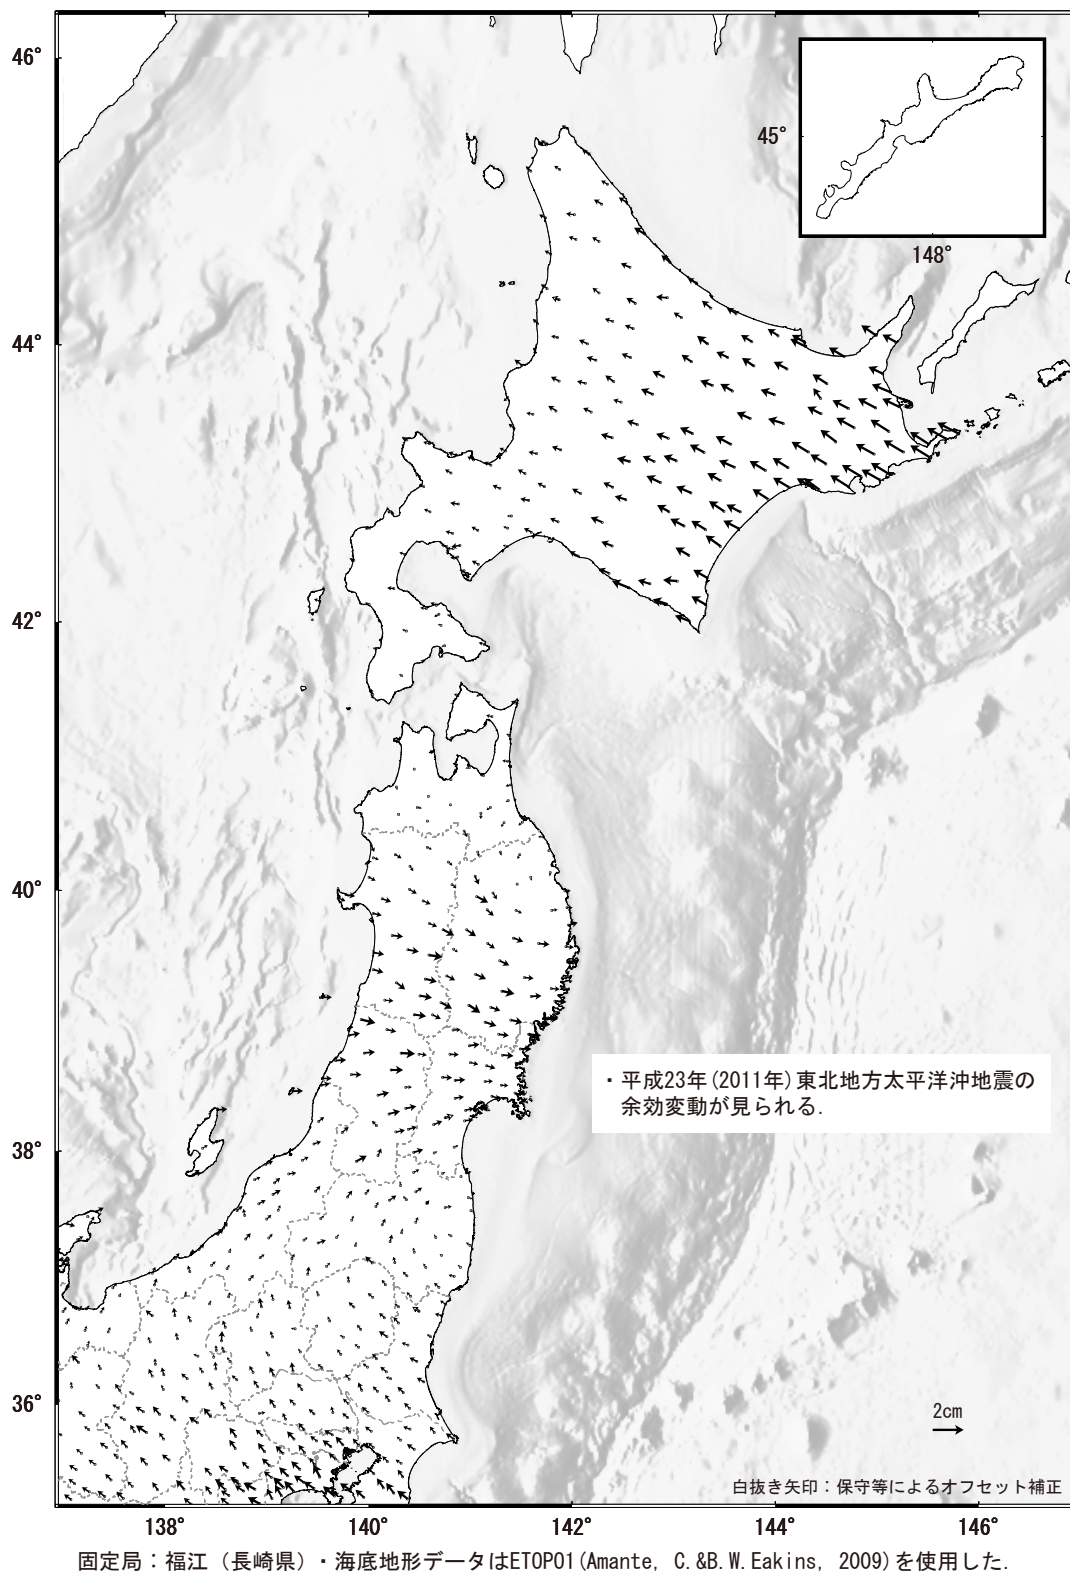 46°
45°
148°
44°
42°
40°
・平成23年(2011年)東北地方太平洋沖地震の
余効変動が見られる.
38°
36°
2cm
白抜き矢印：保守等によるオフセット補正
138° 140° 142° 144° 146°
固定局：福江（長崎県）・海底地形データはETOPO1(Amante, C.&B.W.Eakins, 2009)を使用した.